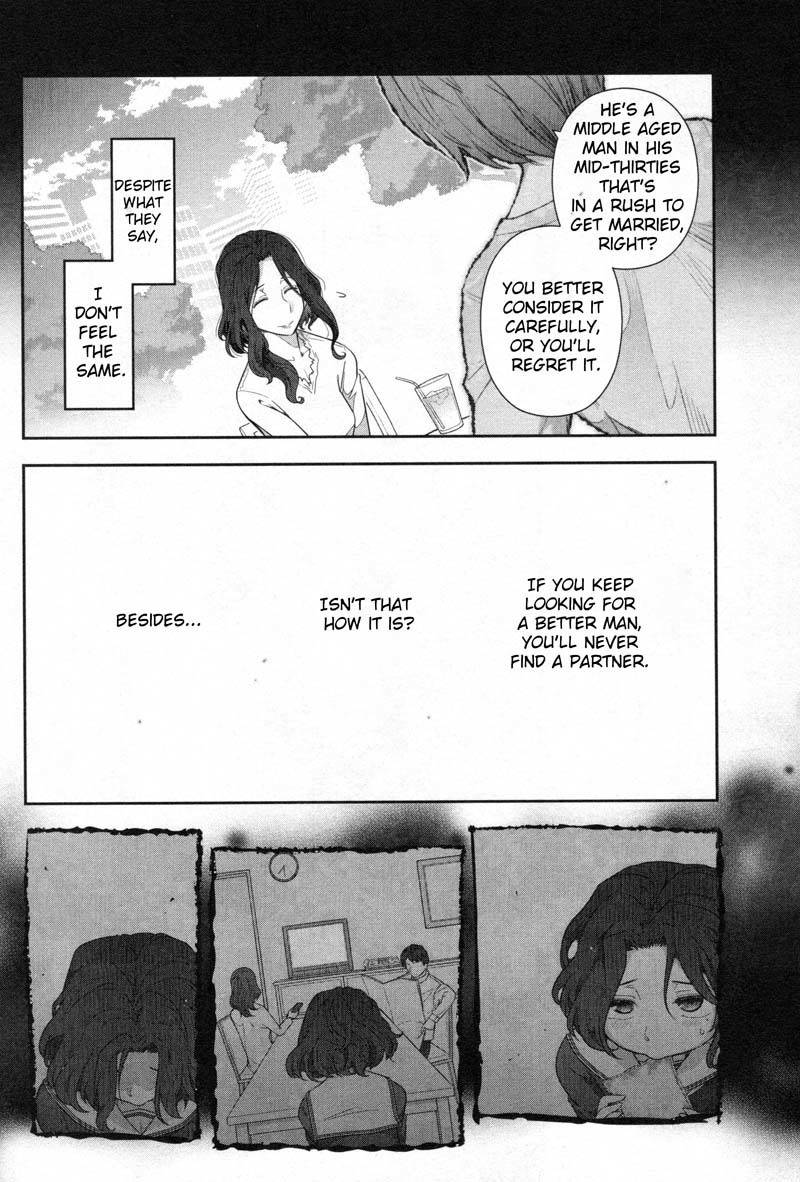 HE'S A
MIDDLE AGED
MAN IN HIS
MID-THIRTIES
THAT'S
IN A RUSH TO
GET MARRIED,
RIGHT?
YOU BETTER
CONSIDER IT
CAREFULLY,
OR YOU'LL
REGRET IT.
DESPITE
WHAT
THEY
SAY,
I
DON'T
FEEL
THE
SAME.
IF YOU KEEP
LOOKING FOR
A BETTER MAN,
YOU'LL NEVER
FIND A PARTNER.
ISN'T THAT
HOW IT IS?
BESIDES...